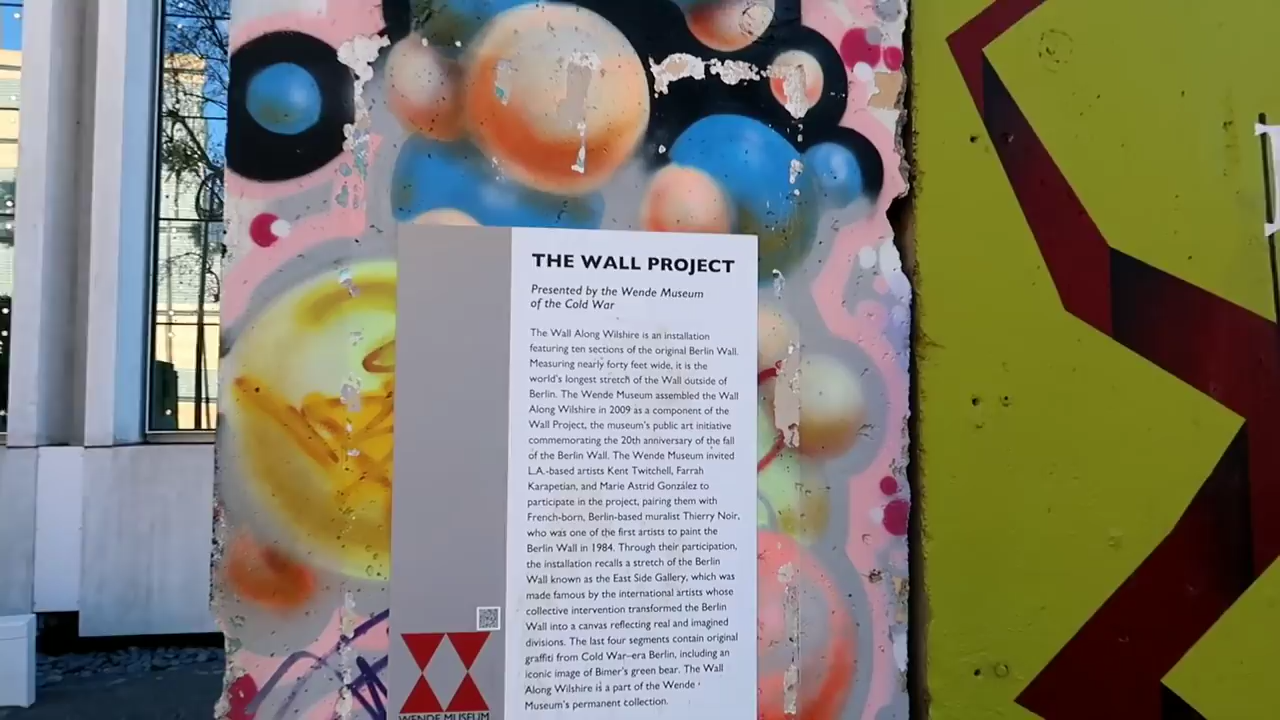 THE WALL PROJECT
Presented by the Wende Museum
of the Cold War
The Wall Along Wilshire is an installation
featuring ten sections of the original Berlin Wall.
Measuring nearly forty feet wide, it is the
world's longest stretch of the Wall outside of
Berlin. The Wende Museum assembled the Wall
Along Wilshire in 2009 as a component of the
Wall Project, the museum's public art initiative
commemorating the 20th anniversary of the fall
of the Berlin Wall. The Wende Museum invited
L.A.-based artists Kent Twitchell, Farrah
Karapetian, and Marie Astrid González to
participate in the project, pairing them with
French-born, Berlin-based muralist Thierry Noir,
who was one of the first artists to paint the
Berlin Wall in 1984. Through their participation,
the installation recalls a stretch of the Berlin
Wall known as the East Side Gallery, which was
made famous by the international artists whose
collective intervention transformed the Berlin
Wall into a canvas reflecting real and imagined
divisions. The last four segments contain original
graffiti from Cold War–era Berlin, including an
iconic image of Bimer's green bear. The Wall
Along Wilshire is a part of the Wende
Museum's permanent collection.
WENDE MUSEUM